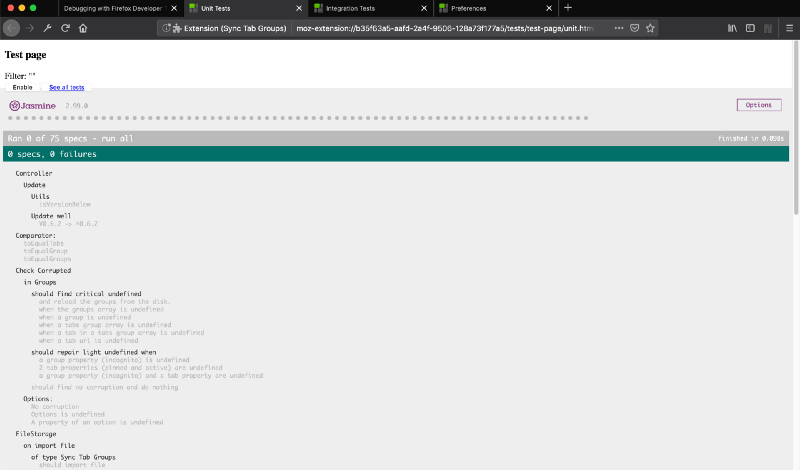 Debugging with Firefox Developer T
Unit Tests
Integration Tests
Preferences
Extension (Sync Tab Groups)
moz-extension://b35f63a5-aafd-2a4f-9506-128a73f177a5/tests/test-page/unit.html
Test page
Filter: ""
Enable
See all tests
Jasmine
2.99.0
Options
Ran 0 of 75 specs - run all
finished in 0.098s
0 specs, 0 failures
Controller
Update
Utils
isVersionBelow
Update well
V0.6.2 -> ^0.6.2
Comparator:
toEqualTabs
toEqualGroup
toEqualGroups
Check Corrupted
in Groups
should find critical undefined
and reload the groups from the disk.
when the groups array is undefined
when a group is undefined
when a tabs group array is undefined
when a tab in a tabs group array is undefined
when a tab url is undefined
should repair light undefined when
a group property (incognito) is undefined
2 tab properties (pinned and active) are undefined
a group property (incognito) and a tab property are undefined
should find no corruption and do nothing
Options:
No corruption
Options is undefined
A property of an option is undefined
FileStorage
on import file
of type Sync Tab Groups
should import file